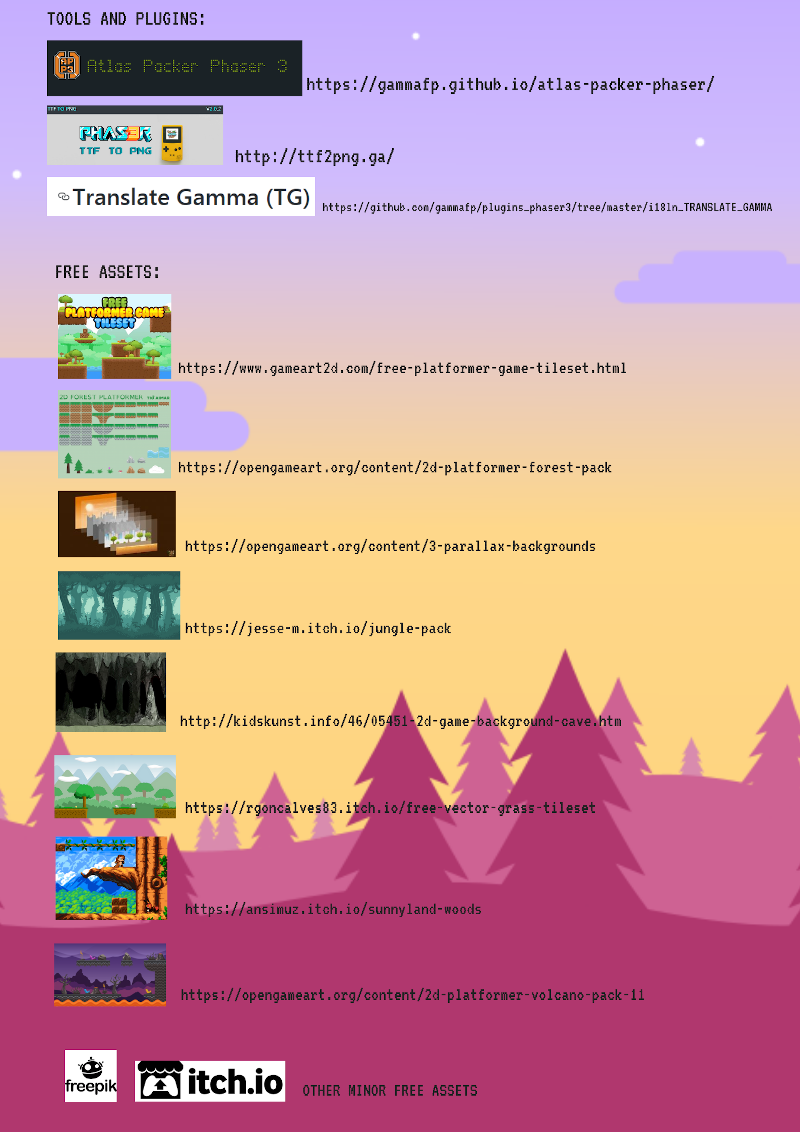 TOOLS AND PLUGINS:
Atlas Packer Phaser 3
https://gammafp.github.io/atlas-packer-phaser/
TTF TO PNG V2.0.2
PHASER
TTF TO PNG
http://ttf2png.ga/
Translate Gamma (TG)
https://github.com/gammafp/plugins_phaser3/tree/master/i18ln_TRANSLATE_GAMMA
FREE ASSETS:
FREE
PLATFORMER GAME
TILESET
https://www.gameart2d.com/free-platformer-game-tileset.html
2D FOREST PLATFORMER
https://opengameart.org/content/2d-platformer-forest-pack
https://opengameart.org/content/3-parallax-backgrounds
https://jesse-m.itch.io/jungle-pack
http://kidskunst.info/46/05451-2d-game-background-cave.htm
https://rgoncalves83.itch.io/free-vector-grass-tileset
https://ansimuz.itch.io/sunnyland-woods
https://opengameart.org/content/2d-platformer-volcano-pack-11
freepik
itch.io
OTHER MINOR FREE ASSETS